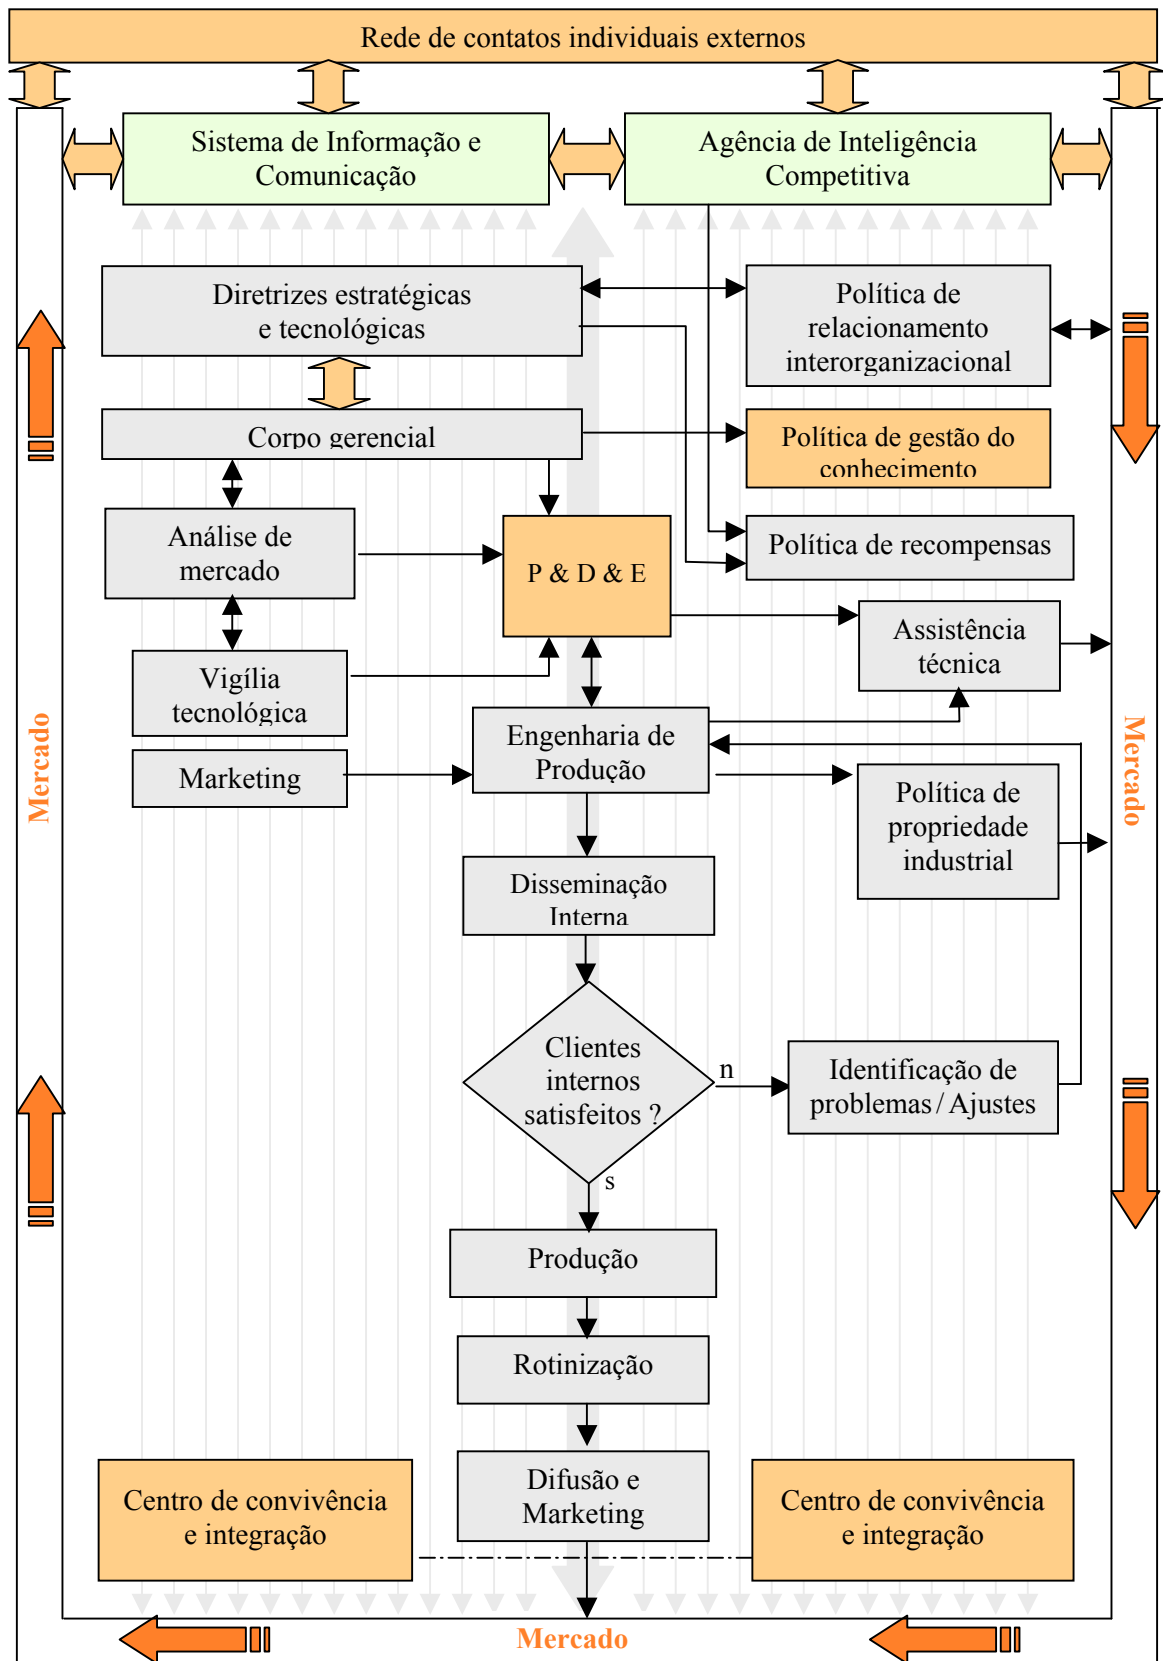 Rede de contatos individuais externos
Sistema de Informação e
Comunicação
Agência de Inteligência
Competitiva
Diretrizes estratégicas
e tecnológicas
Política de
relacionamento
interorganizacional
Corpo gerencial
Política de gestão do
conhecimento
Análise de
mercado
P & D & E
Política de recompensas
Assistência
técnica
Vigília
tecnológica
Engenharia de
Produção
Marketing
Política de
propriedade
industrial
Mercado
Mercado
Disseminação
Interna
Clientes
internos
satisfeitos ?
n
Identificação de
problemas / Ajustes
s
Produção
Rotinização
Difusão e
Marketing
Centro de convivência
e integração
Centro de convivência
e integração
Mercado